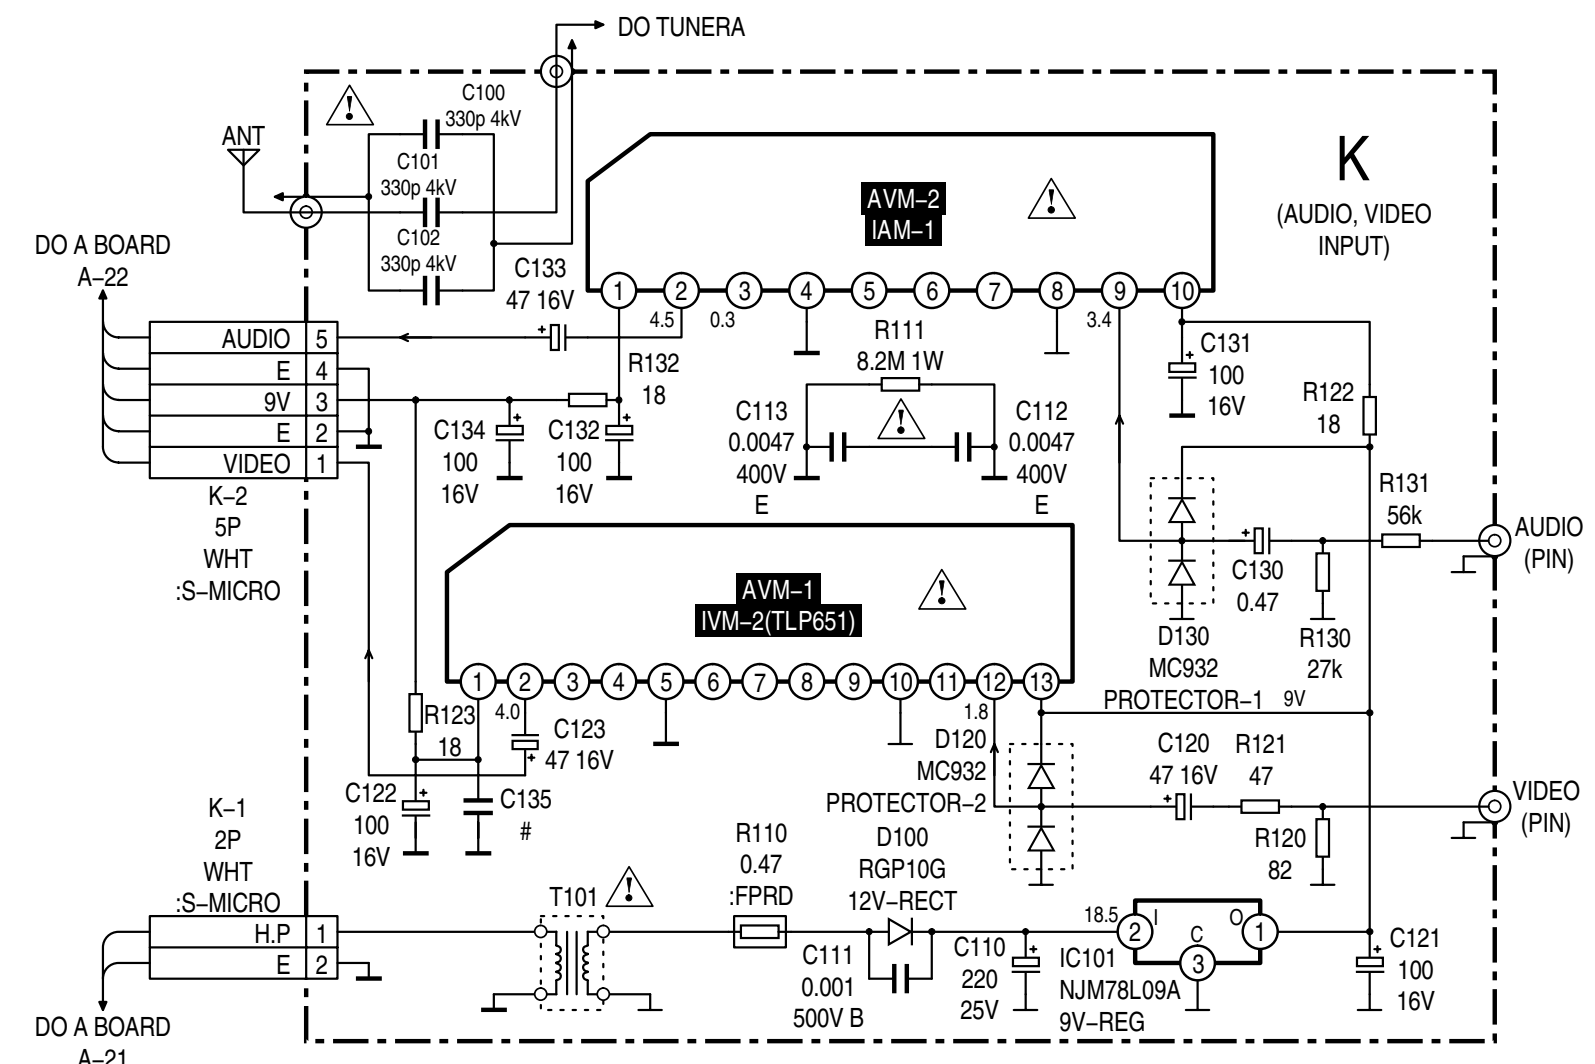 DO TUNERA
ANT
!
C100
330p 4kV
C101
330p 4kV
C102
330p 4kV
AVM–2
IAM–1
!
K
(AUDIO, VIDEO
INPUT)
DO A BOARD
A–22
C133
47 16V
+
1 2 3 4 5 6 7 8 9 10
4.5
0.3
3.4
AUDIO 5
E 4
9V 3
E 2
VIDEO 1
K–2
5P
WHT
:S–MICRO
R132
18
C134
100
16V
+
C132
100
16V
+
R111
8.2M 1W
!
C113
0.0047
400V
E
C112
0.0047
400V
E
C131
100
16V
+
R122
18
R131
56k
AUDIO
(PIN)
C130
0.47
+
R130
27k
D130
MC932
PROTECTOR–1
9V
AVM–1
IVM–2(TLP651)
!
1 2 3 4 5 6 7 8 9 10 11 12 13
4.0
1.8
R123
18
C123
47 16V
+
C122
100
16V
+
C135
#
D120
MC932
PROTECTOR–2
C120
47 16V
+
R121
47
VIDEO
(PIN)
R120
82
K–1
2P
WHT
:S–MICRO
H.P 1
E 2
DO A BOARD
A–21
T101
!
R110
0.47
:FPRD
D100
RGP10G
12V–RECT
C111
0.001
500V B
C110
220
25V
+
18.5
2 I
C
3
O 1
IC101
NJM78L09A
9V–REG
C121
100
16V
+